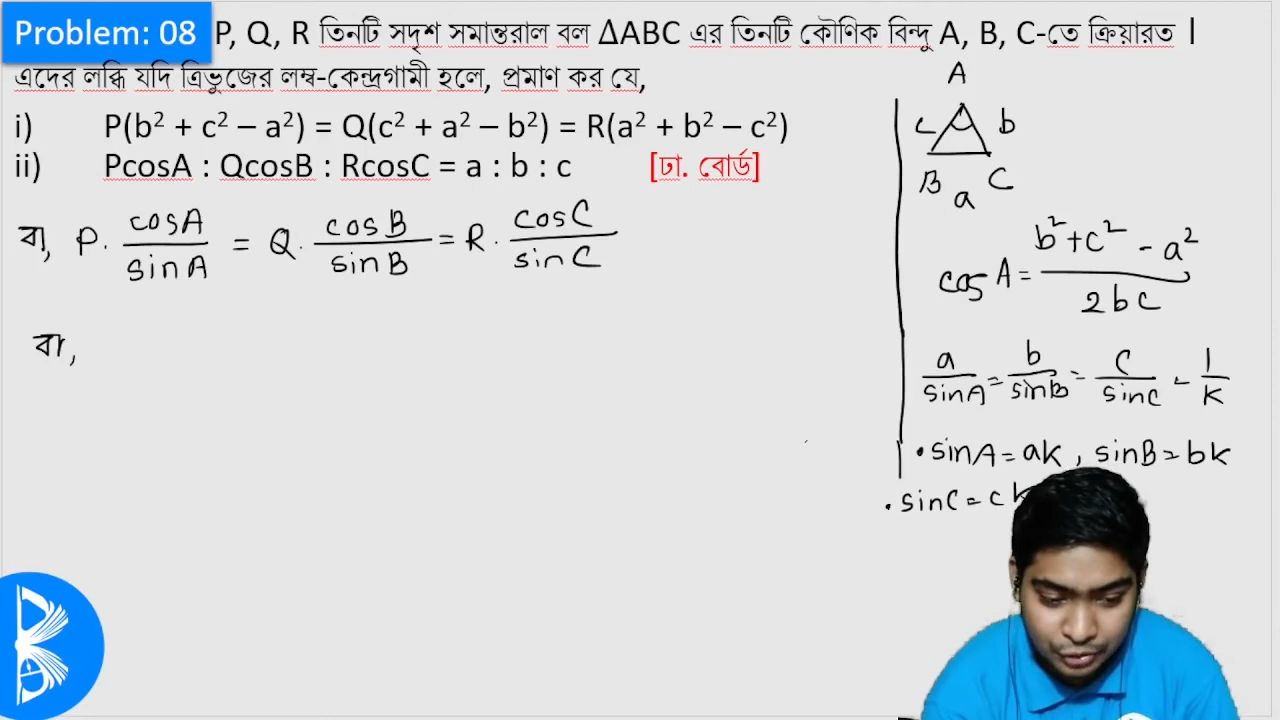 Problem: 08 P, Q, R তিনটি সদৃশ সমান্তরাল বল ΔABC এর তিনটি কৌণিক বিন্দু A, B, C-তে ক্রিয়ারত ।
এদের লব্ধি যদি ত্রিভুজের লম্ব-কেন্দ্রগামী হলে, প্রমাণ কর যে,
i) P(b² + c² – a²) = Q(c² + a² – b²) = R(a² + b² – c²)
ii) PcosA : QcosB : RcosC = a : b : c [ঢা. বোর্ড]
বা, P. cosA/sinA = Q. cosB/sinB = R. cosC/sinC
বা,
A
c b
B a C
cos A = b²+c² - a² / 2bc
a/sinA = b/sinB = c/sinC = 1/k
• sinA = ak , sinB = bk
• sinC = ck